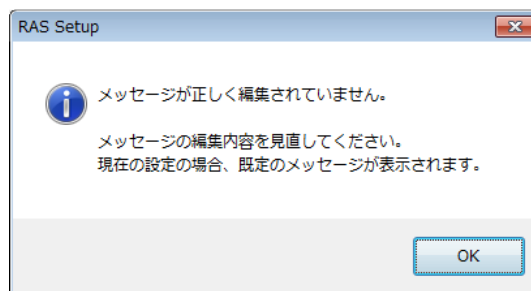 RAS Setup
メッセージが正しく編集されていません。
メッセージの編集内容を見直してください。
現在の設定の場合、既定のメッセージが表示されます。
OK